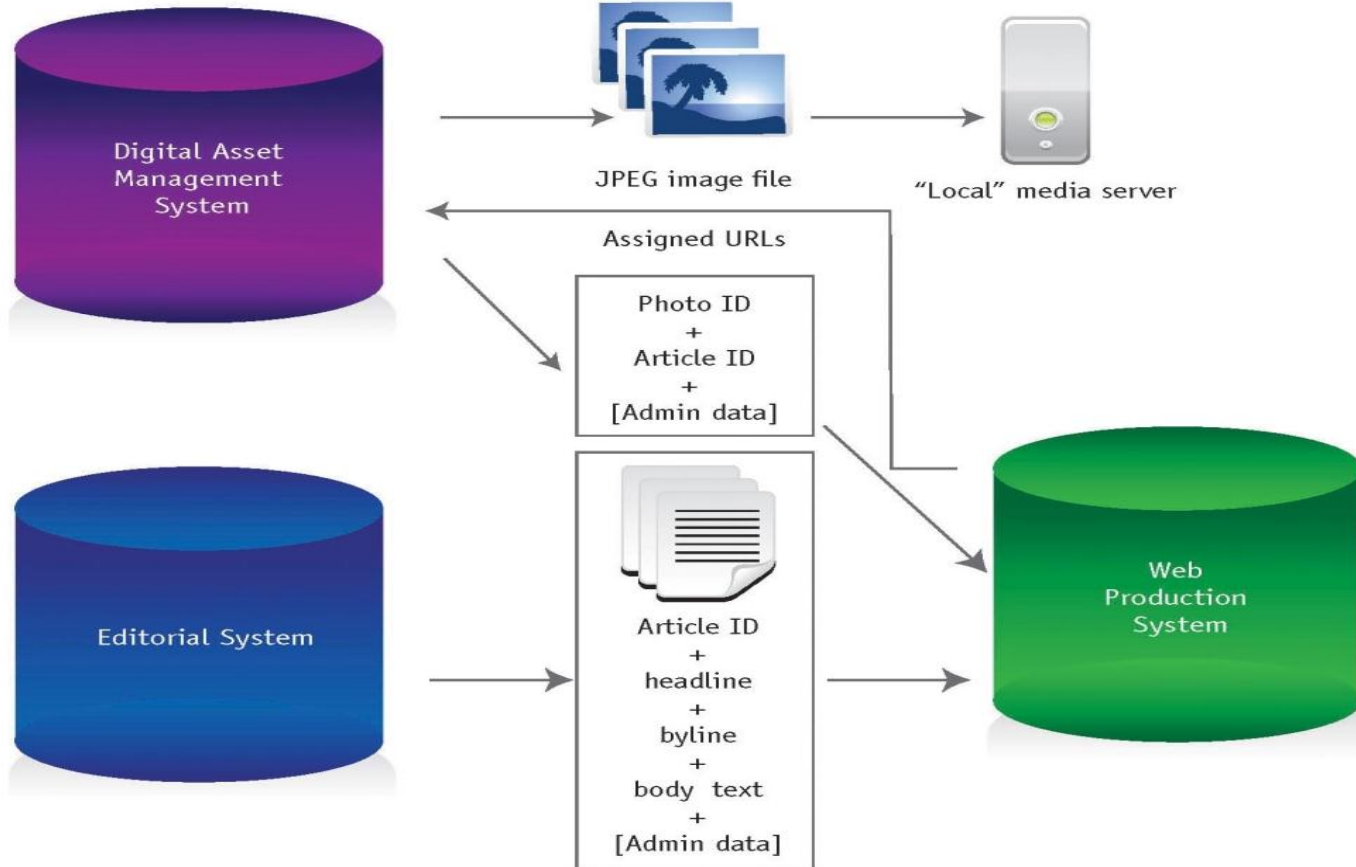 Digital Asset
Management
System
JPEG image file
“Local” media server
Assigned URLs
Photo ID
+
Article ID
+
[Admin data]
Editorial System
Article ID
+
headline
+
byline
+
body text
+
[Admin data]
Web
Production
System